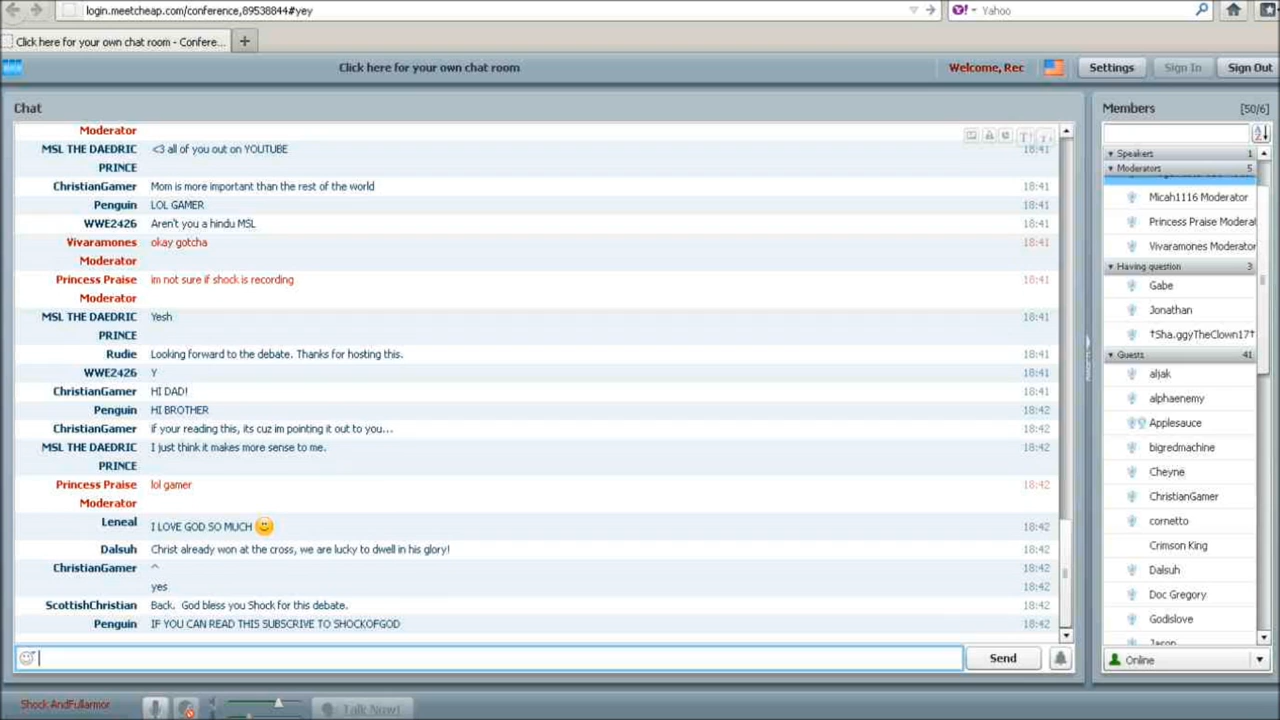 login.meetcheap.com/conference,89538844#yey
Yahoo
Click here for your own chat room - Confere...
Click here for your own chat room
Welcome, Rec
Settings
Sign In
Sign Out
Chat
Moderator
MSL THE DAEDRIC PRINCE <3 all of you out on YOUTUBE 18:41
ChristianGamer Mom is more important than the rest of the world 18:41
Penguin LOL GAMER 18:41
WWE2426 Aren't you a hindu MSL 18:41
Vivaramones Moderator okay gotcha 18:41
Princess Praise Moderator im not sure if shock is recording 18:41
MSL THE DAEDRIC PRINCE Yesh 18:41
Rudie Looking forward to the debate. Thanks for hosting this. 18:41
WWE2426 Y 18:41
ChristianGamer HI DAD! 18:41
Penguin HI BROTHER 18:42
ChristianGamer if your reading this, its cuz im pointing it out to you... 18:42
MSL THE DAEDRIC PRINCE I just think it makes more sense to me. 18:42
Princess Praise Moderator lol gamer 18:42
Leneal I LOVE GOD SO MUCH 18:42
Dalsuh Christ already won at the cross, we are lucky to dwell in his glory! 18:42
ChristianGamer ^ 18:42
yes 18:42
ScottishChristian Back. God bless you Shock for this debate. 18:42
Penguin IF YOU CAN READ THIS SUBSCRIVE TO SHOCKOFGOD 18:42
Send
Members [50/6]
Speakers 1
Moderators 5
Micah1116 Moderator
Princess Praise Moderat
Vivaramones Moderator
Having question 3
Gabe
Jonathan
†Sha.ggyTheClown17†
Guests 41
aljak
alphaenemy
Applesauce
bigredmachine
Cheyne
ChristianGamer
cornetto
Crimson King
Dalsuh
Doc Gregory
Godislove
Jason
Online
Shock AndFullarmor
Talk Now!